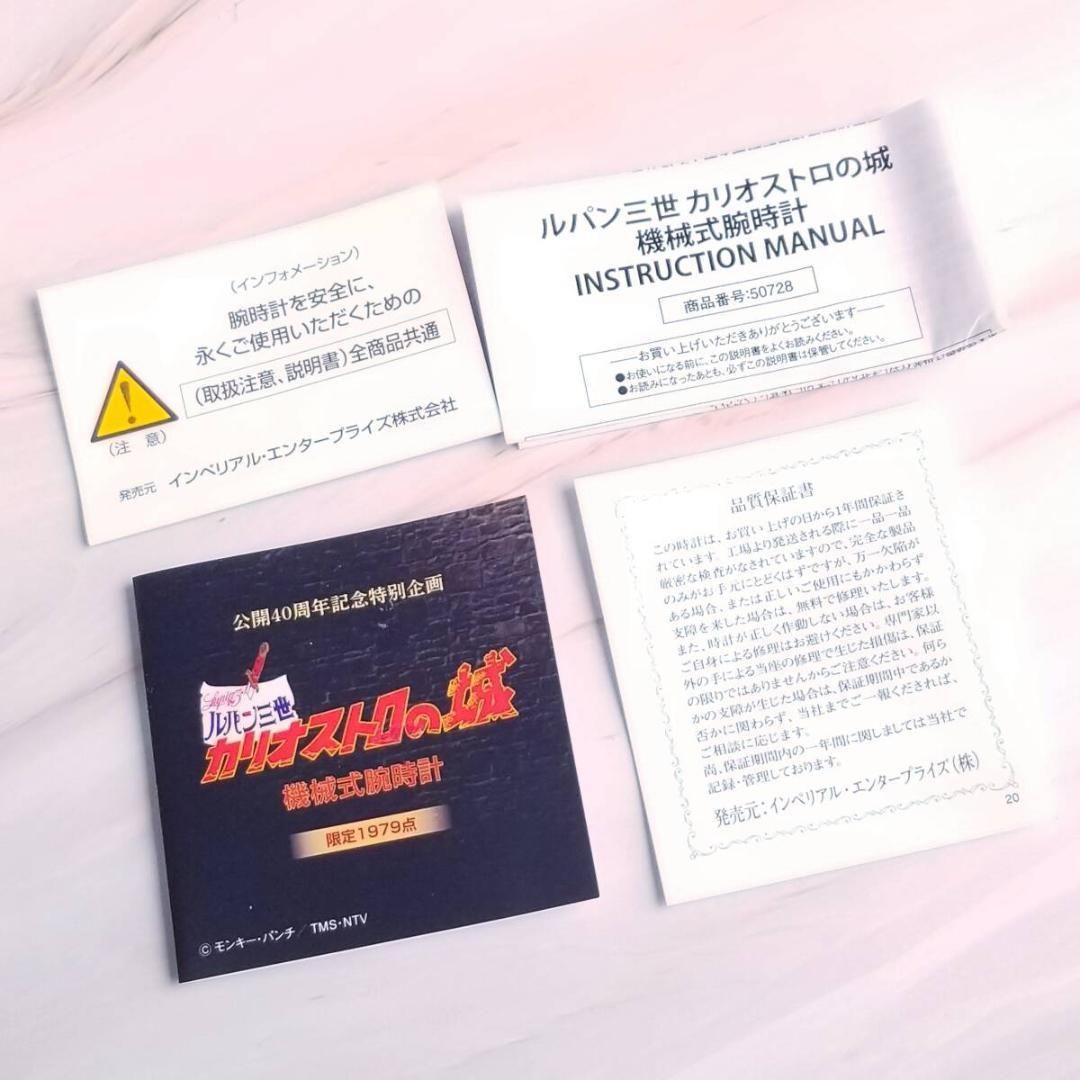 (インフォメーション)
腕時計を安全に、
永くご使用いただくための
(取扱注意、説明書)全商品共通
(注 意)
発売元 インペリアル・エンタープライズ株式会社
ルパン三世 カリオストロの城
機械式腕時計
INSTRUCTION MANUAL
商品番号:50728
お買い上げいただきありがとうございます
●お使いになる前に、この説明書をよくお読みください。
●お読みになったあとも、必ずこの説明書は保管してください。
公開40周年記念特別企画
Lupin 3rd
ルパン三世
カリオストロの城
機械式腕時計
限定1979点
©モンキー・パンチ/TMS・NTV
品質保証書
この時計は、お買い上げの日から1年間保証さ
れています。工場より発送される際に一品一品
厳密な検査がなされていますので、完全な製品
のみがお手元にとどくはずですが、万一欠陥が
ある場合、または正しいご使用にもかかわらず
支障を来した場合は、無料で修理いたします。
また、時計が正しく作動しない場合は、お客様
ご自身による修理はお避けください。専門家以
外の手による当座の修理で生じた損傷は、保証
の限りではありませんからご注意ください。何ら
かの支障が生じた場合は、保証期間中であるか
否かに関わらず、当社までご一報くだされば、
ご相談に応じます。
尚、保証期間内の一年間に関しましては当社で
記録・管理しております。
発売元:インペリアル・エンタープライズ(株)
20